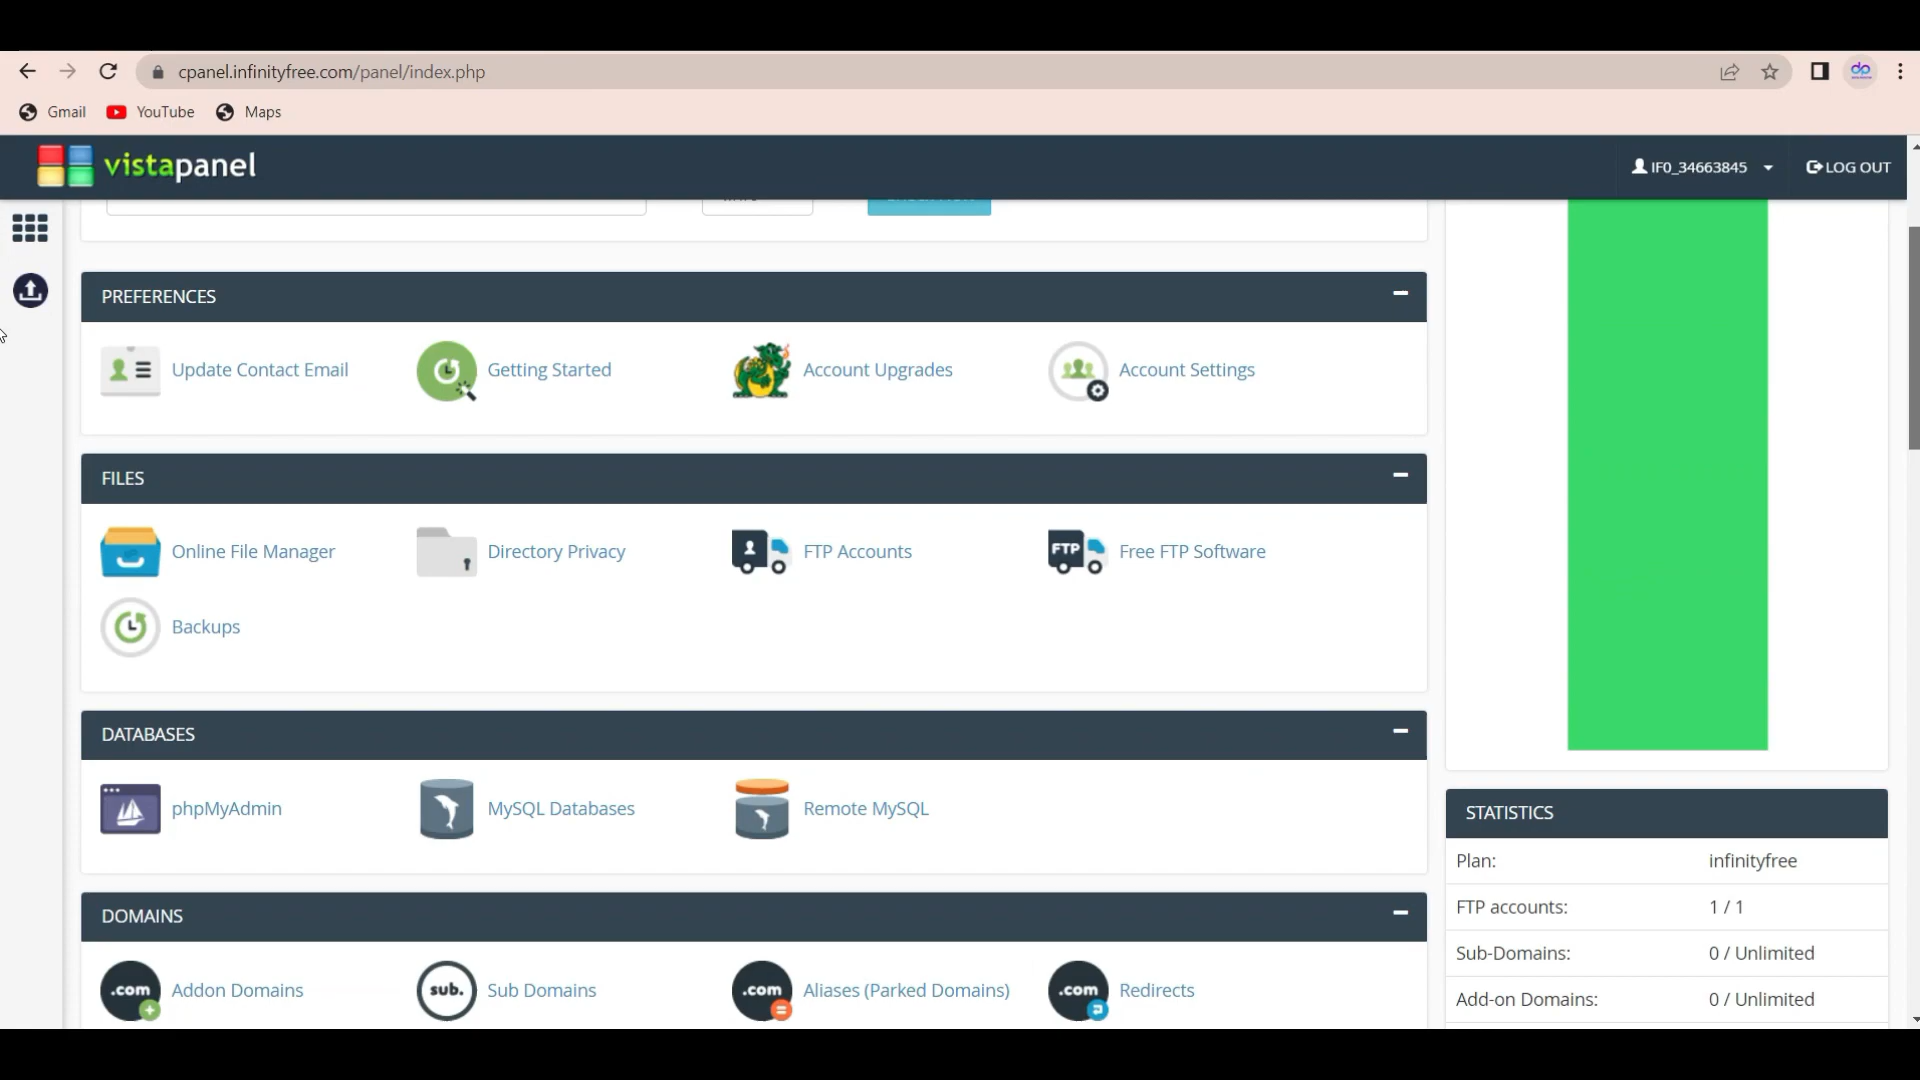 cpanel.infinityfree.com/panel/index.php
dp
Gmail YouTube Maps
vistapanel
IF0_34663845 LOG OUT
PREFERENCES
Update Contact Email Getting Started Account Upgrades Account Settings
FILES
Online File Manager Directory Privacy FTP Accounts FTP Free FTP Software
Backups
DATABASES
phpMyAdmin MySQL Databases Remote MySQL
STATISTICS
Plan: infinityfree
FTP accounts: 1 / 1
Sub-Domains: 0 / Unlimited
Add-on Domains: 0 / Unlimited
DOMAINS
.com Addon Domains sub. Sub Domains .com Aliases (Parked Domains) .com Redirects